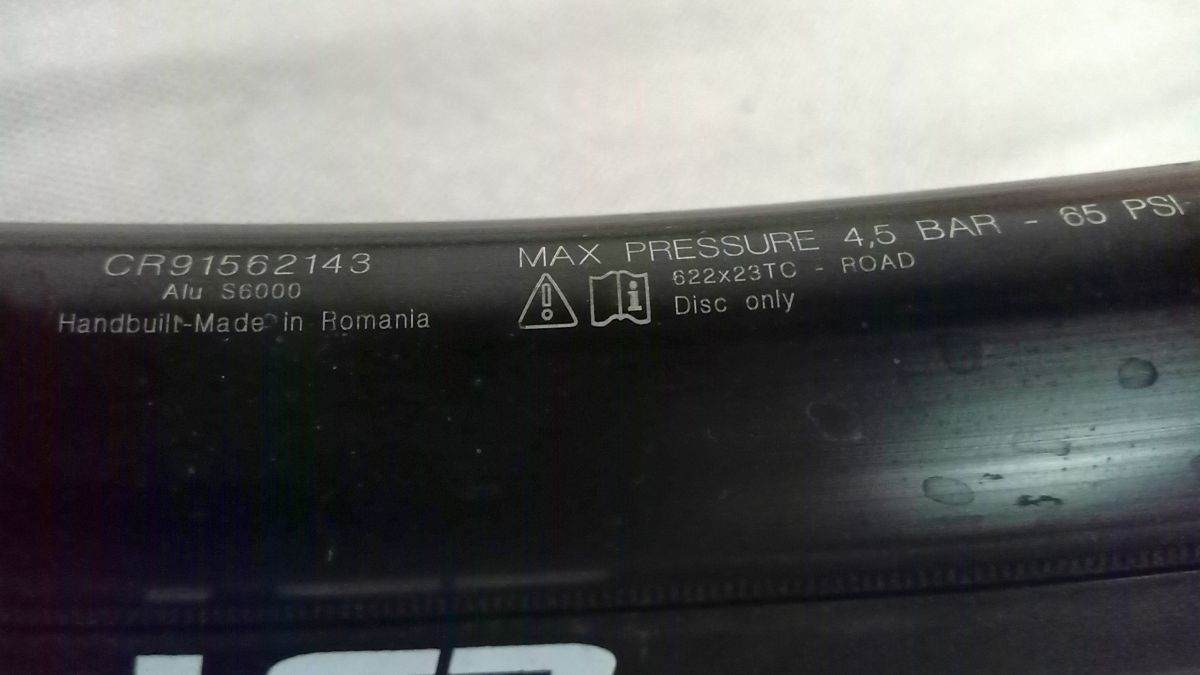 CR91562143
Alu S6000
Handbuilt-Made in Romania
MAX PRESSURE 4,5 BAR - 65 PSI
622x23TC - ROAD
Disc only